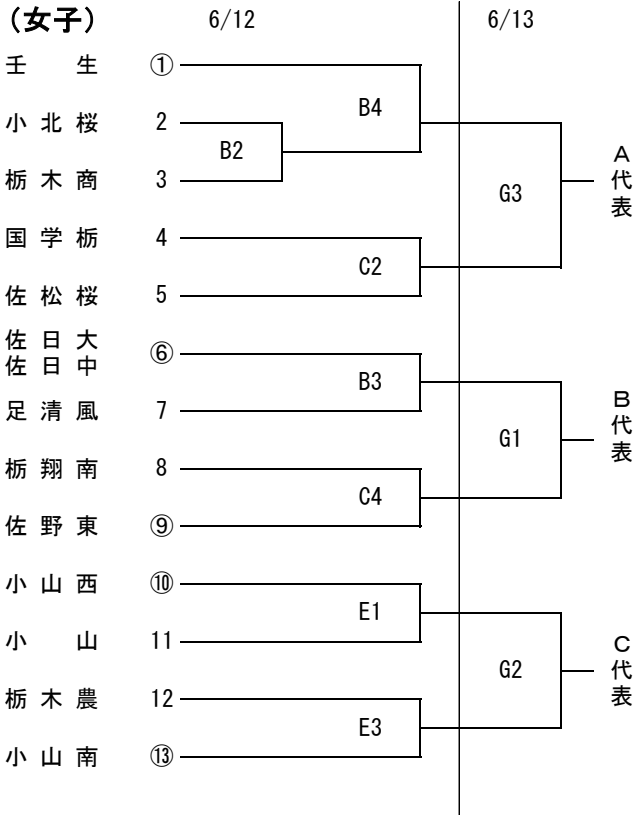 (女子) 6/12 6/13
壬生 ①
B4
小北桜 2
B2
A代表
栃木商 3
G3
国学栃 4
C2
佐松桜 5
佐日大
佐日中 ⑥
B3
B代表
足清風 7
G1
栃翔南 8
C4
佐野東 ⑨
小山西 ⑩
E1
小山 11
C代表
G2
栃木農 12
E3
小山南 ⑬